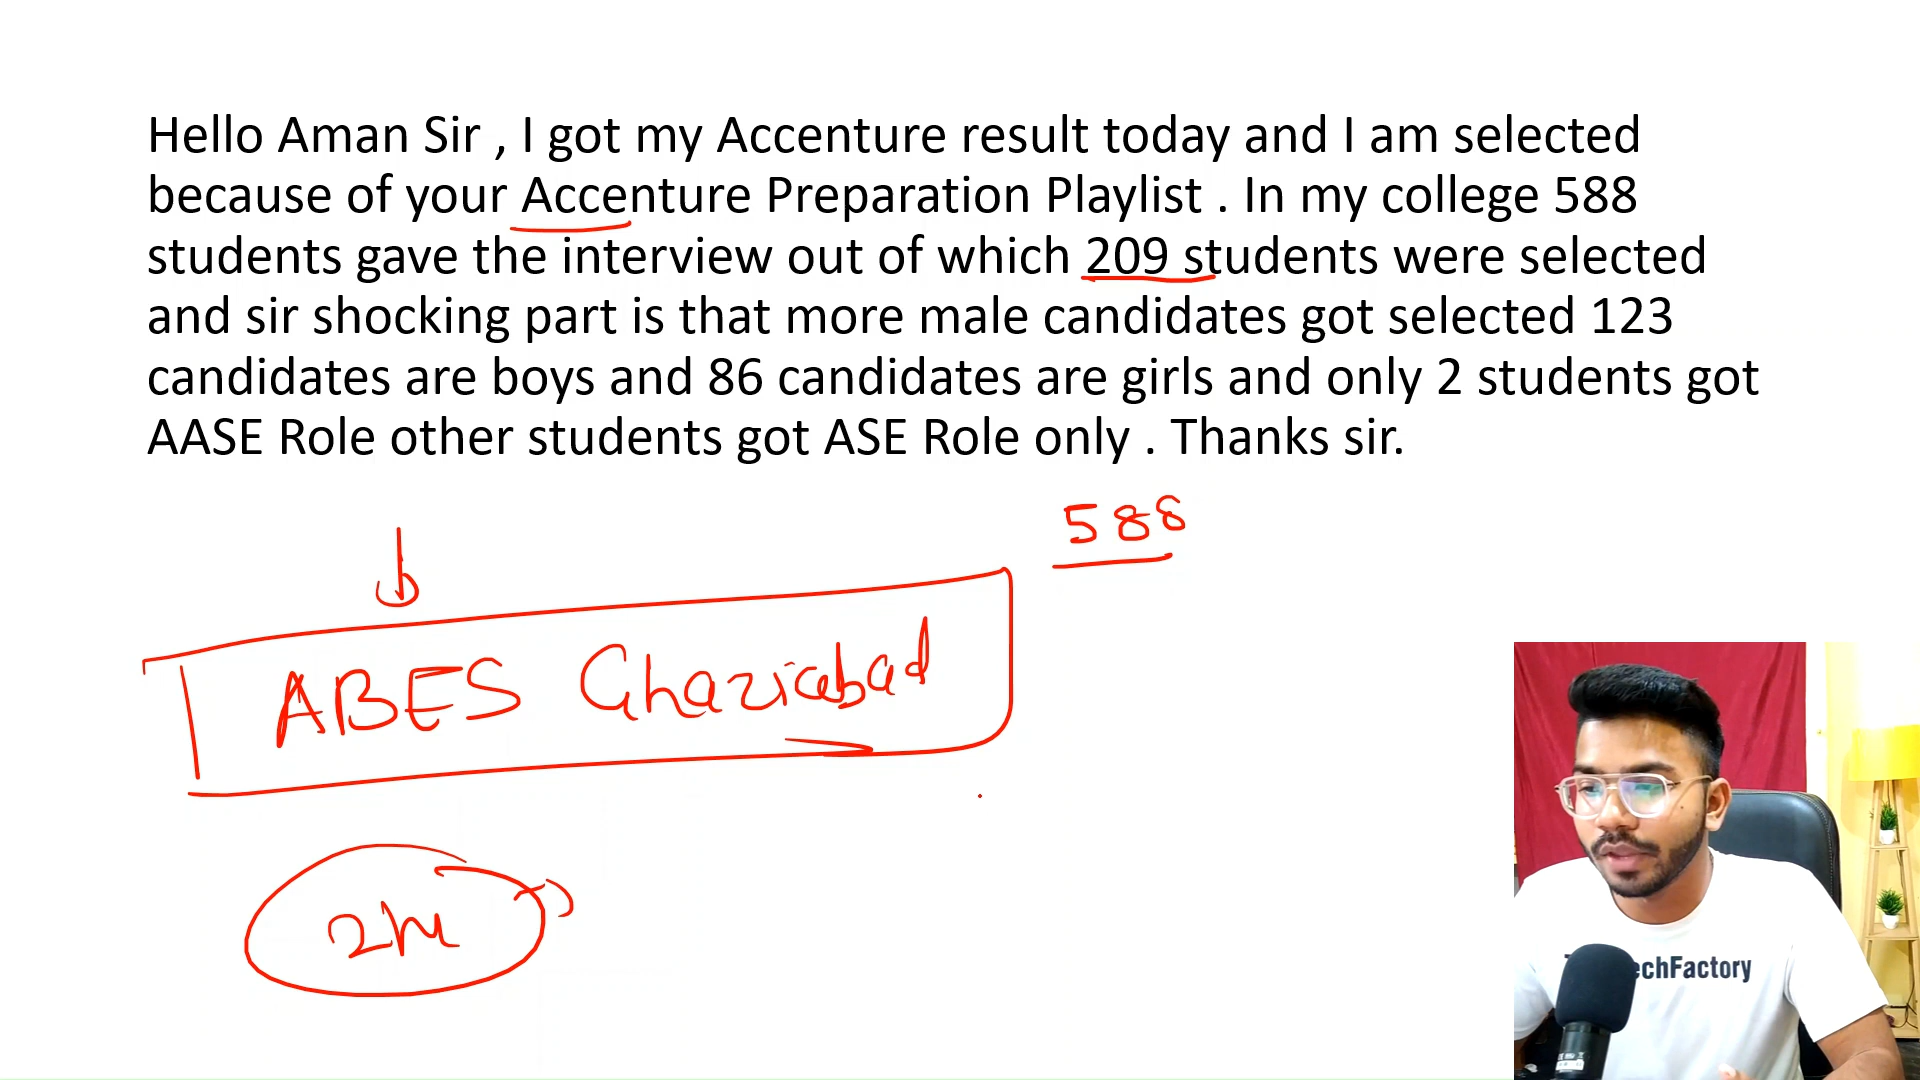 Hello Aman Sir , I got my Accenture result today and I am selected
because of your Accenture Preparation Playlist . In my college 588
students gave the interview out of which 209 students were selected
and sir shocking part is that more male candidates got selected 123
candidates are boys and 86 candidates are girls and only 2 students got
AASE Role other students got ASE Role only . Thanks sir.
588
ABES Ghaziabad
echFactory